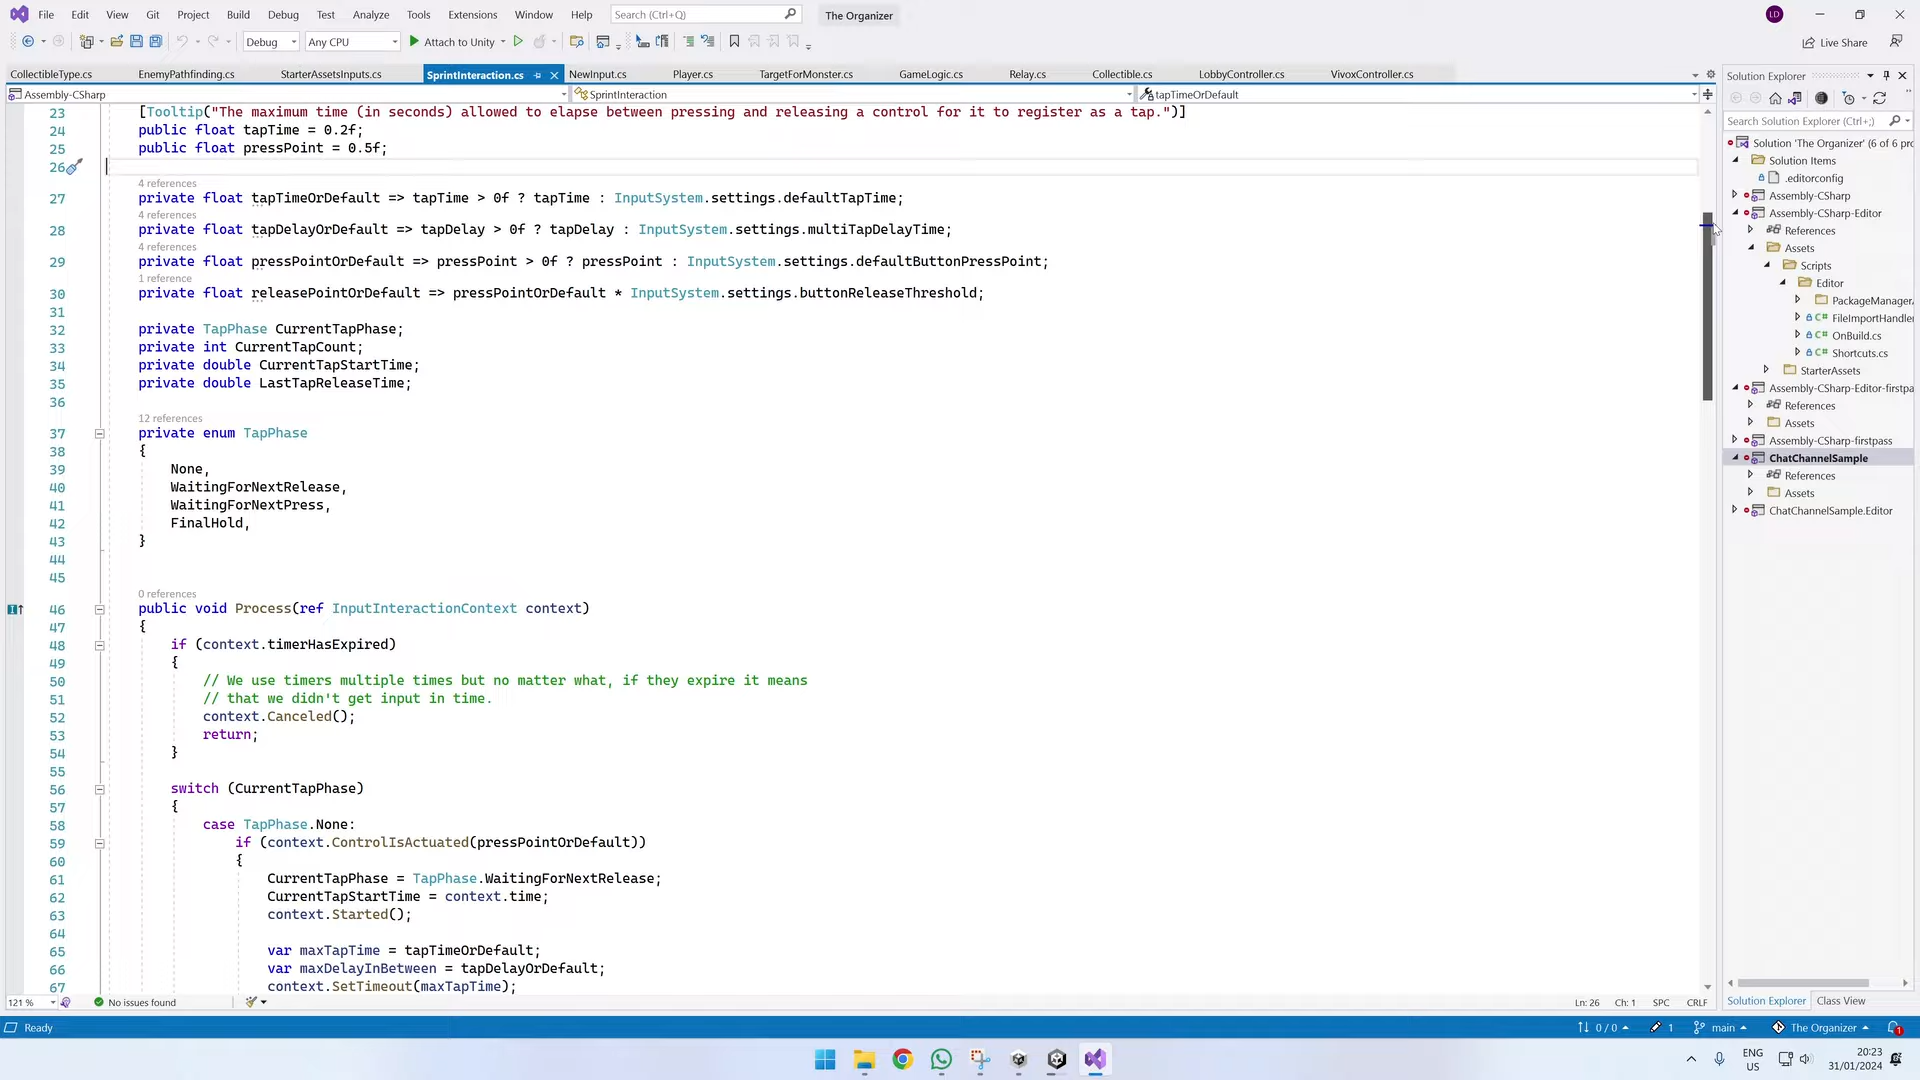 File Edit View Git Project Build Debug Test Analyze Tools Extensions Window Help Search (Ctrl+Q) The Organizer LD
Debug Any CPU Attach to Unity Live Share
CollectibleType.cs EnemyPathfinding.cs StarterAssetsInputs.cs SprintInteraction.cs NewInput.cs Player.cs TargetForMonster.cs GameLogic.cs Relay.cs Collectible.cs LobbyController.cs VivoxController.cs
Assembly-CSharp SprintInteraction tapTimeOrDefault
23 [Tooltip("The maximum time (in seconds) allowed to elapse between pressing and releasing a control for it to register as a tap.")]
24 public float tapTime = 0.2f;
25 public float pressPoint = 0.5f;
26
4 references
27 private float tapTimeOrDefault => tapTime > 0f ? tapTime : InputSystem.settings.defaultTapTime;
4 references
28 private float tapDelayOrDefault => tapDelay > 0f ? tapDelay : InputSystem.settings.multiTapDelayTime;
4 references
29 private float pressPointOrDefault => pressPoint > 0f ? pressPoint : InputSystem.settings.defaultButtonPressPoint;
1 reference
30 private float releasePointOrDefault => pressPointOrDefault * InputSystem.settings.buttonReleaseThreshold;
31
32 private TapPhase CurrentTapPhase;
33 private int CurrentTapCount;
34 private double CurrentTapStartTime;
35 private double LastTapReleaseTime;
36
12 references
37 private enum TapPhase
38 {
39 None,
40 WaitingForNextRelease,
41 WaitingForNextPress,
42 FinalHold,
43 }
44
45
0 references
46 public void Process(ref InputInteractionContext context)
47 {
48 if (context.timerHasExpired)
49 {
50 // We use timers multiple times but no matter what, if they expire it means
51 // that we didn't get input in time.
52 context.Canceled();
53 return;
54 }
55
56 switch (CurrentTapPhase)
57 {
58 case TapPhase.None:
59 if (context.ControlIsActuated(pressPointOrDefault))
60 {
61 CurrentTapPhase = TapPhase.WaitingForNextRelease;
62 CurrentTapStartTime = context.time;
63 context.Started();
64
65 var maxTapTime = tapTimeOrDefault;
66 var maxDelayInBetween = tapDelayOrDefault;
67 context.SetTimeout(maxTapTime);
121 % No issues found Ln: 26 Ch: 1 SPC CRLF
Solution Explorer
Search Solution Explorer (Ctrl+;)
Solution 'The Organizer' (6 of 6 pro
Solution Items
.editorconfig
Assembly-CSharp
Assembly-CSharp-Editor
References
Assets
Scripts
Editor
PackageManager
FileImportHandler
OnBuild.cs
Shortcuts.cs
StarterAssets
Assembly-CSharp-Editor-firstpa
References
Assets
Assembly-CSharp-firstpass
ChatChannelSample
References
Assets
ChatChannelSample.Editor
Solution Explorer Class View
Ready 0 / 0 1 main The Organizer 1
ENG
US
20:23
31/01/2024